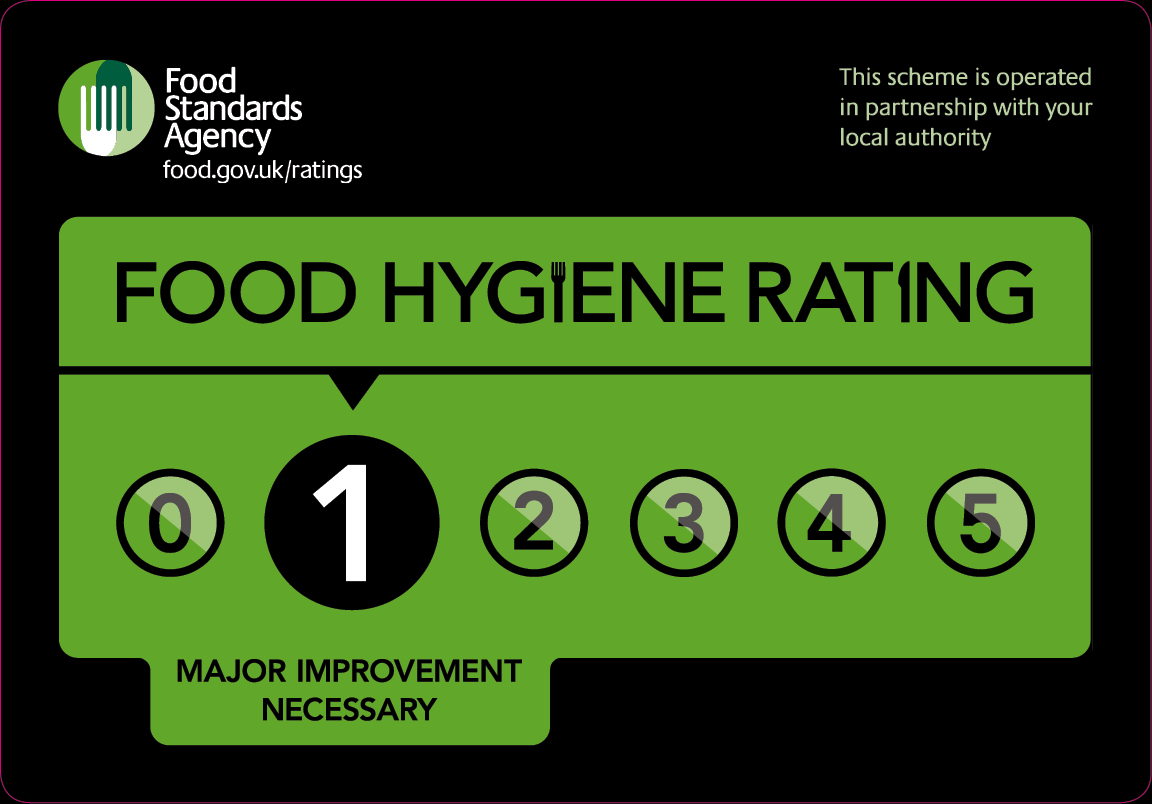 Food
Standards
Agency
food.gov.uk/ratings
This scheme is operated
in partnership with your
local authority
FOOD HYGIENE RATING
0 1 2 3 4 5
MAJOR IMPROVEMENT
NECESSARY